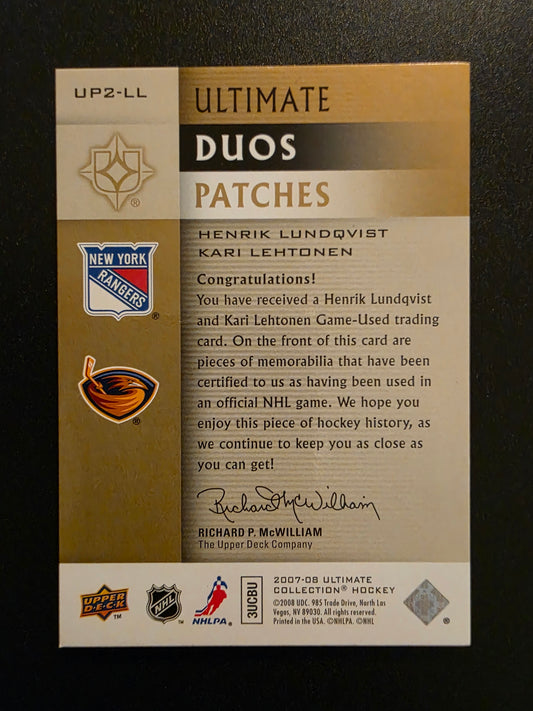 UP2-LL
ULTIMATE
DUOS
PATCHES
HENRIK LUNDQVIST
KARI LEHTONEN
NEW YORK
RANGERS
®
®
®
Congratulations!
You have received a Henrik Lundqvist
and Kari Lehtonen Game-Used trading
card. On the front of this card are
pieces of memorabilia that have been
certified to us as having been used in
an official NHL game. We hope you
enjoy this piece of hockey history, as
we continue to keep you as close as
you can get!
Richard P. McWilliam
RICHARD P. McWILLIAM
The Upper Deck Company
UPPER
DECK
TM
NHL
TM
NHLPA.
3UCBU
2007-08 ULTIMATE
COLLECTION® HOCKEY
©2008 UDC. 985 Trade Drive, North Las
Vegas, NV 89030. All rights reserved.
Printed in the USA. ©NHLPA. ©NHL
®